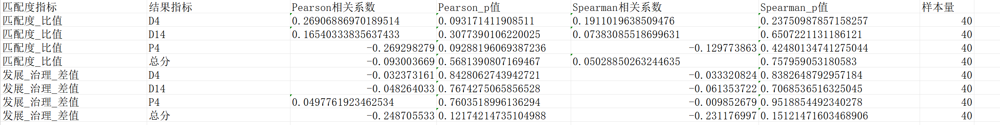 匹配度指标 结果指标 Pearson相关系数 Pearson_p值 Spearman相关系数 Spearman_p值 样本量
匹配度_比值 D4 0.26906886970189514 0.093171411908511 0.1911019638509476 0.23750987857158257 40
匹配度_比值 D14 0.16540333835637433 0.3077390106220025 0.07383085518699631 0.6507221131186121 40
匹配度_比值 P4 -0.269298279 0.09288196069387236 -0.129773863 0.42480134741275044 40
匹配度_比值 总分 -0.093003669 0.5681390807169467 0.05028850263244635 0.757959053180583 40
发展_治理_差值 D4 -0.032373161 0.8428062743942721 -0.033320824 0.8382648792957184 40
发展_治理_差值 D14 -0.048264033 0.7674275065856528 -0.061353722 0.7068536516325045 40
发展_治理_差值 P4 0.0497761923462534 0.7603518996136294 -0.009852679 0.9518854492340278 40
发展_治理_差值 总分 -0.248705533 0.12174214735104988 -0.231176997 0.15121471603468906 40